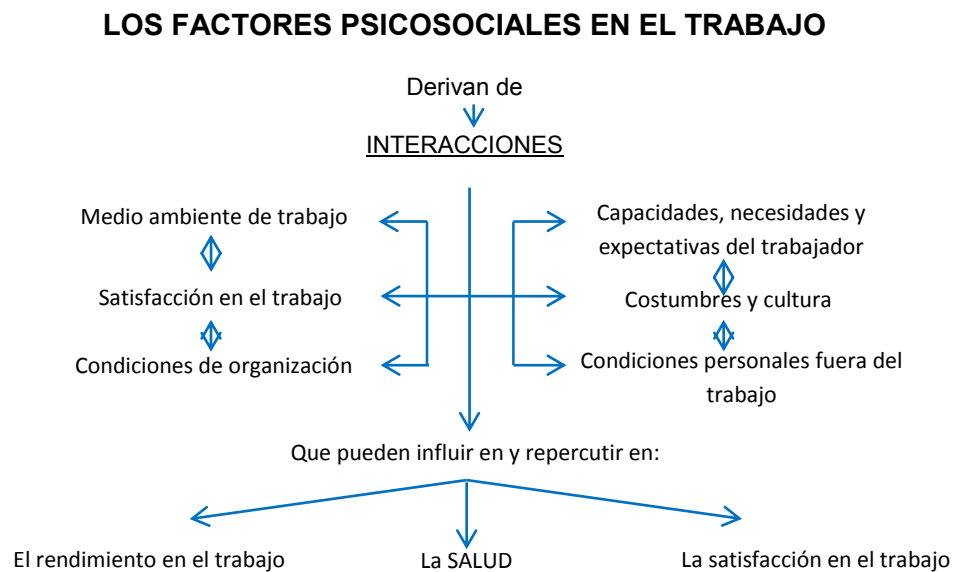 LOS FACTORES PSICOSOCIALES EN EL TRABAJO
Derivan de
INTERACCIONES
Medio ambiente de trabajo
Satisfacción en el trabajo
Condiciones de organización
Capacidades, necesidades y
expectativas del trabajador
Costumbres y cultura
Condiciones personales fuera del
trabajo
Que pueden influir en y repercutir en:
El rendimiento en el trabajo
La SALUD
La satisfacción en el trabajo